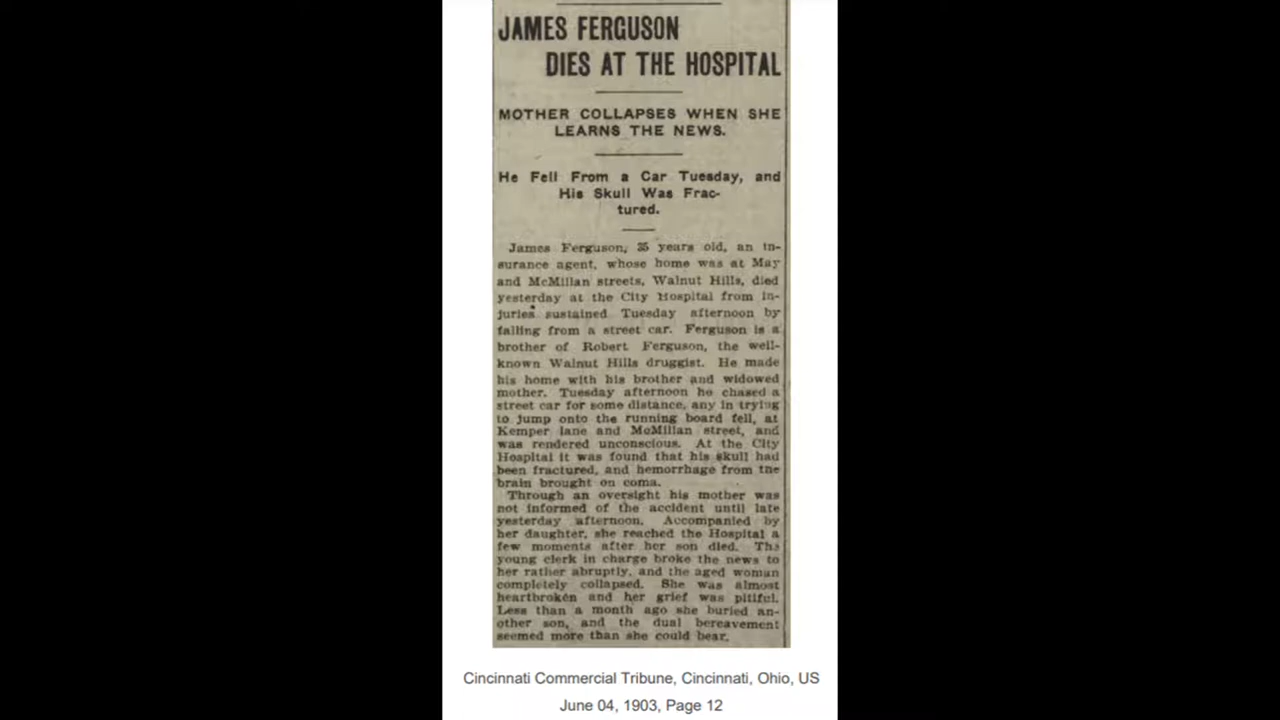 JAMES FERGUSON
DIES AT THE HOSPITAL
MOTHER COLLAPSES WHEN SHE
LEARNS THE NEWS.
He Fell From a Car Tuesday, and
His Skull Was Frac-
tured.
James Ferguson, 35 years old, an in-
surance agent, whose home was at May
and McMillan streets, Walnut Hills, died
yesterday at the City Hospital from in-
juries sustained Tuesday afternoon by
falling from a street car. Ferguson is a
brother of Robert Ferguson, the well-
known Walnut Hills druggist. He made
his home with his brother and widowed
mother. Tuesday afternoon he chased a
street car for some distance, any in trying
to jump onto the running board fell, at
Kemper lane and McMillan street, and
was rendered unconscious. At the City
Hospital it was found that his skull had
been fractured, and hemorrhage from the
brain brought on coma.
Through an oversight his mother was
not informed of the accident until late
yesterday afternoon. Accompanied by
her daughter, she reached the Hospital a
few moments after her son died. The
young clerk in charge broke the news to
her rather abruptly, and the aged woman
completely collapsed. She was almost
heartbroken and her grief was pitiful.
Less than a month ago she buried an-
other son, and the dual bereavement
seemed more than she could bear.
Cincinnati Commercial Tribune, Cincinnati, Ohio, US
June 04, 1903, Page 12